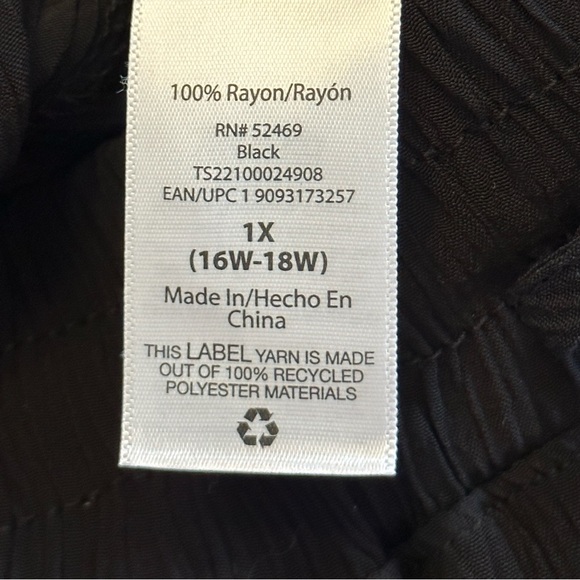 100% Rayon/Rayón
RN# 52469
Black
TS22100024908
EAN/UPC 1 9093173257
1X
(16W-18W)
Made In/Hecho En
China
THIS LABEL YARN IS MADE
OUT OF 100% RECYCLED
POLYESTER MATERIALS